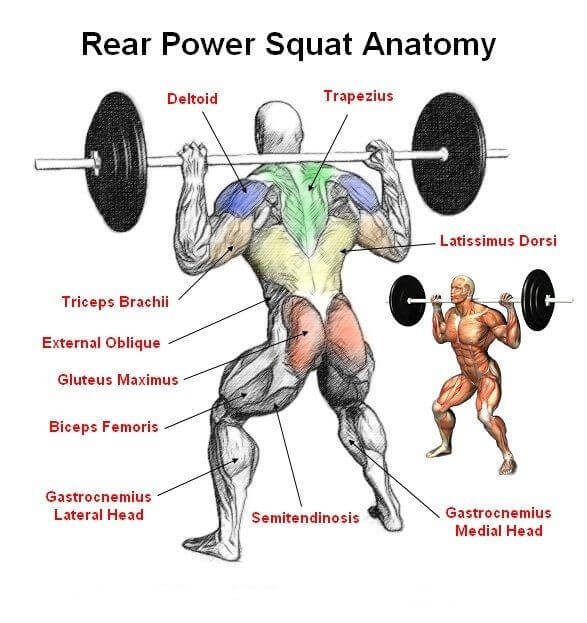 Rear Power Squat Anatomy
Deltoid
Trapezius
Latissimus Dorsi
Triceps Brachii
External Oblique
Gluteus Maximus
Biceps Femoris
Gastrocnemius
Lateral Head
Semitendinosis
Gastrocnemius
Medial Head